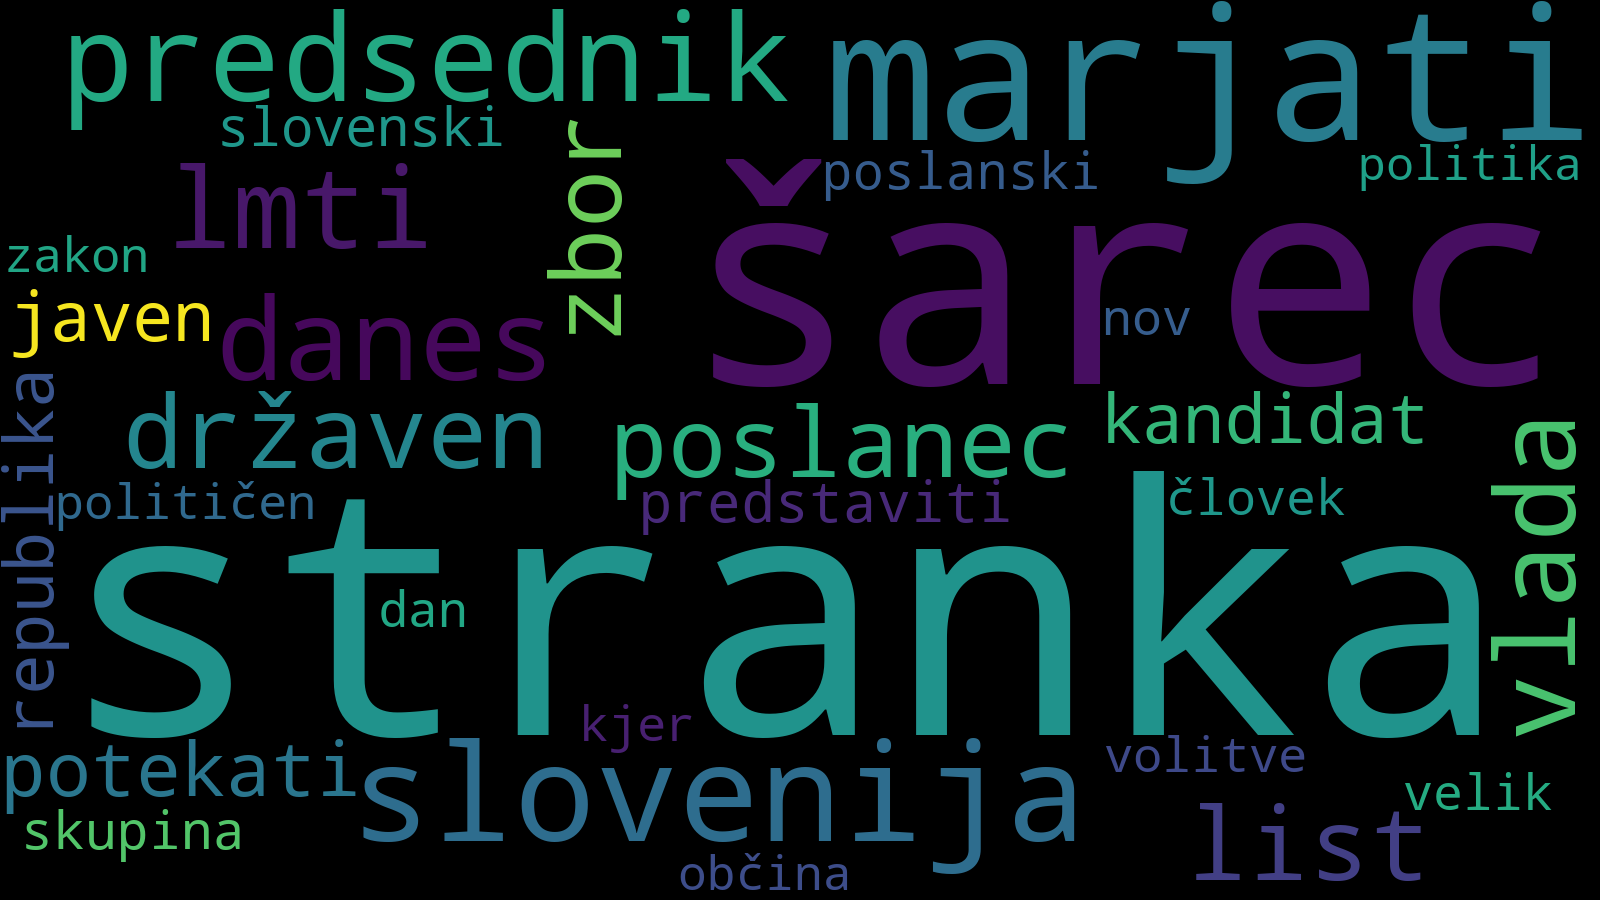 predsednik
marjati
slovenski
zbor
poslanski
politika
lmti
šarec
zakon
javen
danes
nov
republika
državen
poslanec
kandidat
vlada
političen
predstaviti
človek
stranka
dan
kjer
potekati
slovenija
volitve
velik
skupina
list
občina